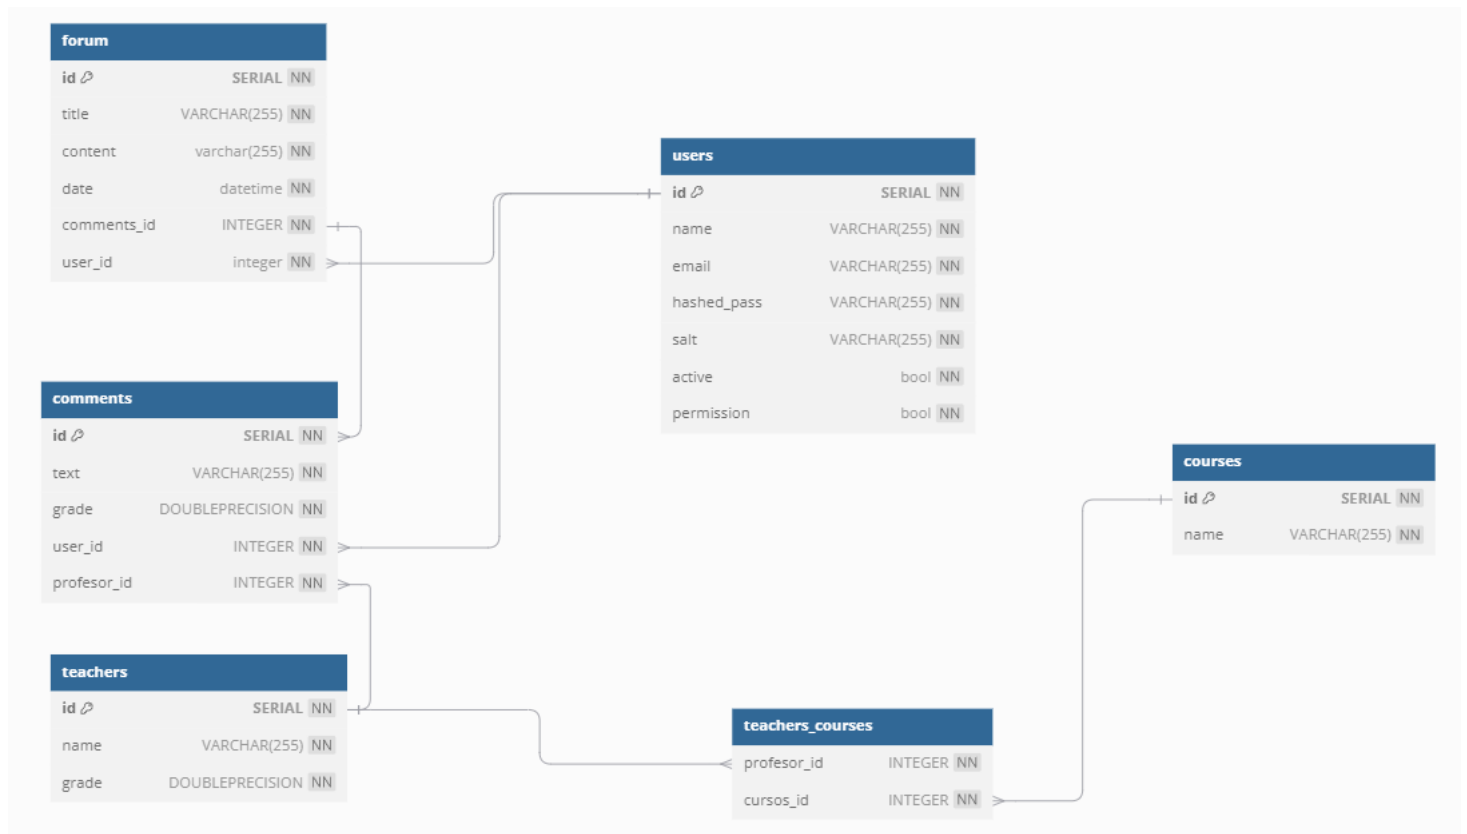 forum
id SERIAL NN
title VARCHAR(255) NN
content varchar(255) NN
date datetime NN
comments_id INTEGER NN
user_id integer NN
users
id SERIAL NN
name VARCHAR(255) NN
email VARCHAR(255) NN
hashed_pass VARCHAR(255) NN
salt VARCHAR(255) NN
active bool NN
permission bool NN
comments
id SERIAL NN
text VARCHAR(255) NN
grade DOUBLEPRECISION NN
user_id INTEGER NN
profesor_id INTEGER NN
courses
id SERIAL NN
name VARCHAR(255) NN
teachers
id SERIAL NN
name VARCHAR(255) NN
grade DOUBLEPRECISION NN
teachers_courses
profesor_id INTEGER NN
cursos_id INTEGER NN